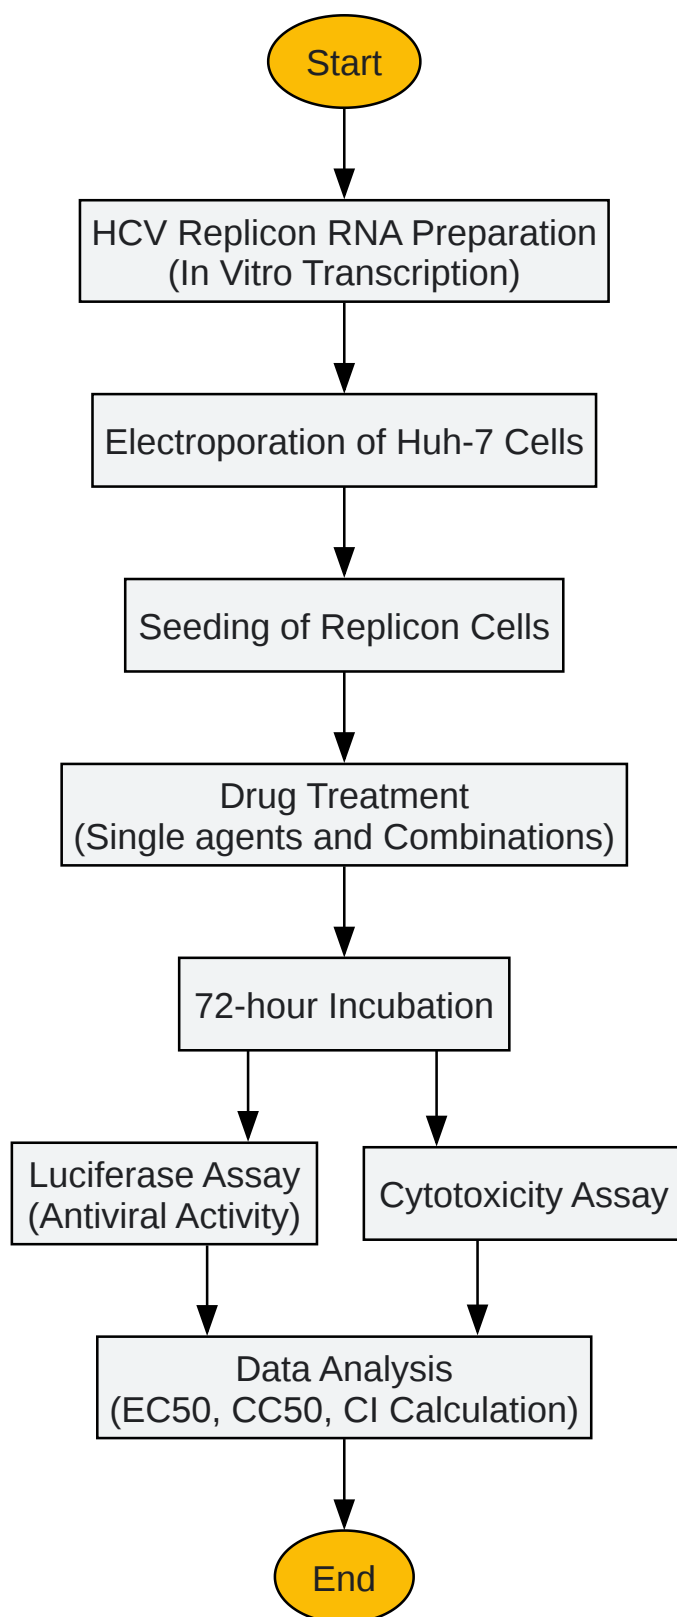 Start
HCV Replicon RNA Preparation
(In Vitro Transcription)
Electroporation of Huh-7 Cells
Seeding of Replicon Cells
Drug Treatment
(Single agents and Combinations)
72-hour Incubation
Luciferase Assay
(Antiviral Activity)
Cytotoxicity Assay
Data Analysis
(EC50, CC50, CI Calculation)
End